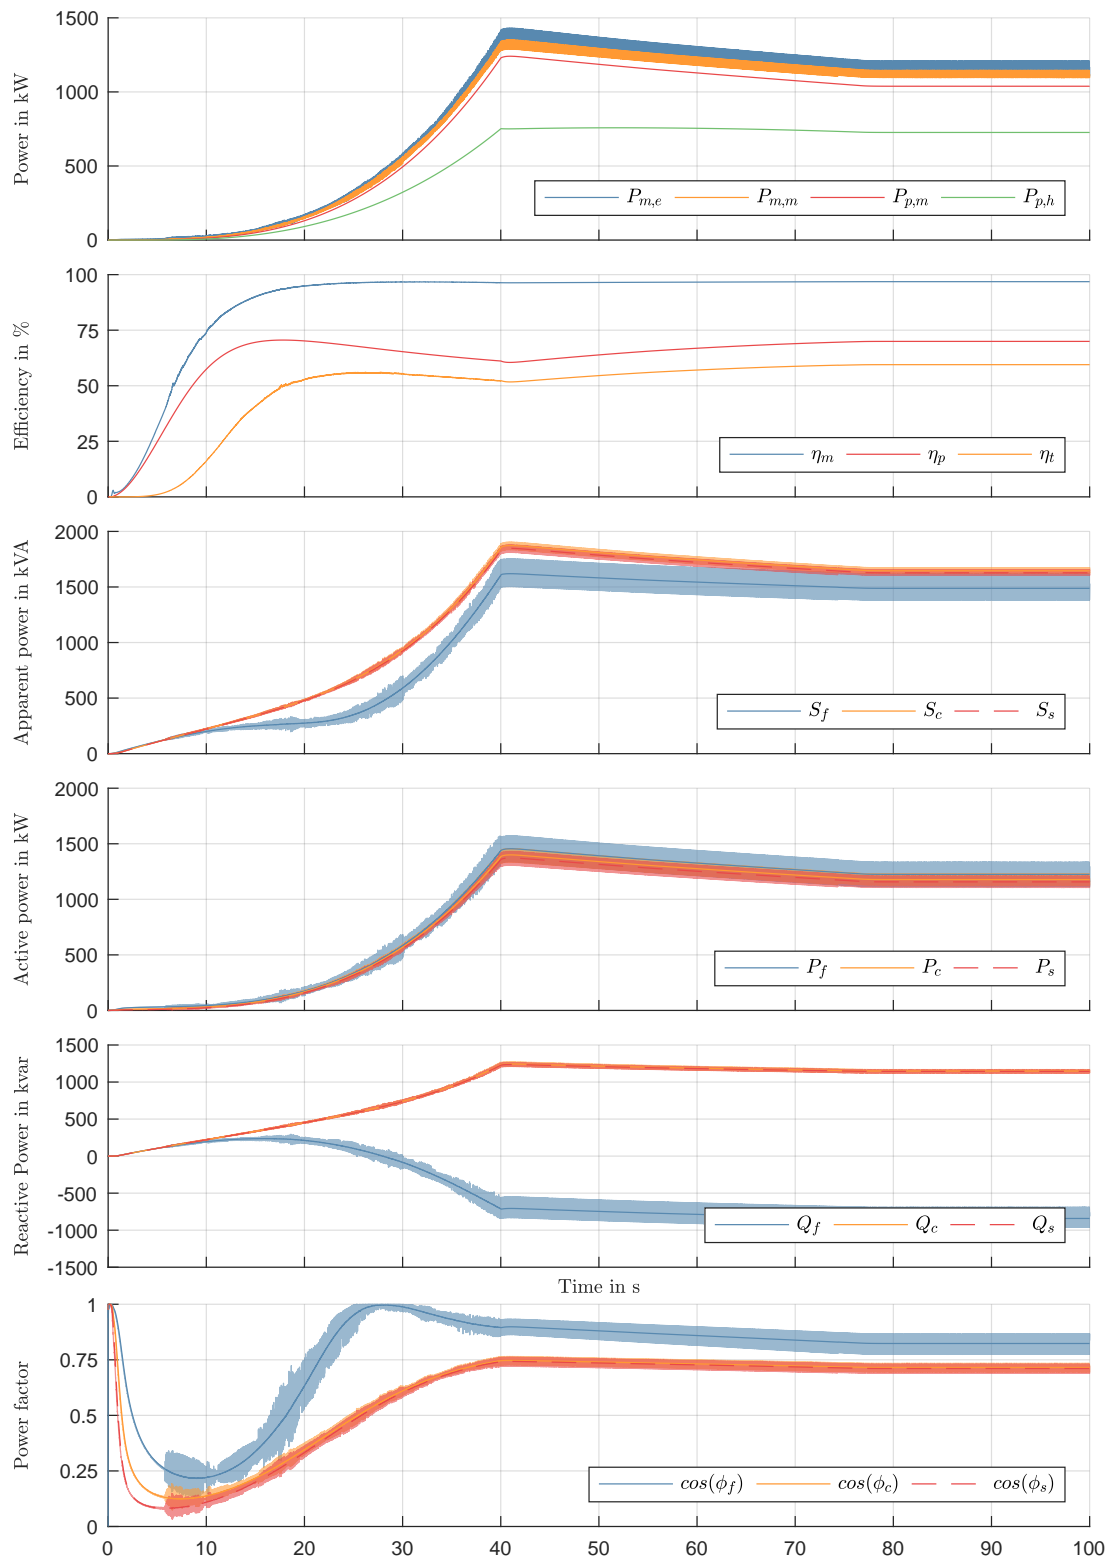 1500
1000
500
0
Power in kW
P_{m,e} P_{m,m} P_{p,m} P_{p,h}
100
75
50
25
0
Efficiency in %
η_m η_p η_t
2000
1500
1000
500
0
Apparent power in kVA
S_f S_c S_s
2000
1500
1000
500
0
Active power in kW
P_f P_c P_s
1500
1000
500
0
-500
-1000
-1500
Reactive Power in kvar
Q_f Q_c Q_s
Time in s
1
0.75
0.5
0.25
0
Power factor
cos(ϕ_f) cos(ϕ_c) cos(ϕ_s)
0 10 20 30 40 50 60 70 80 90 100